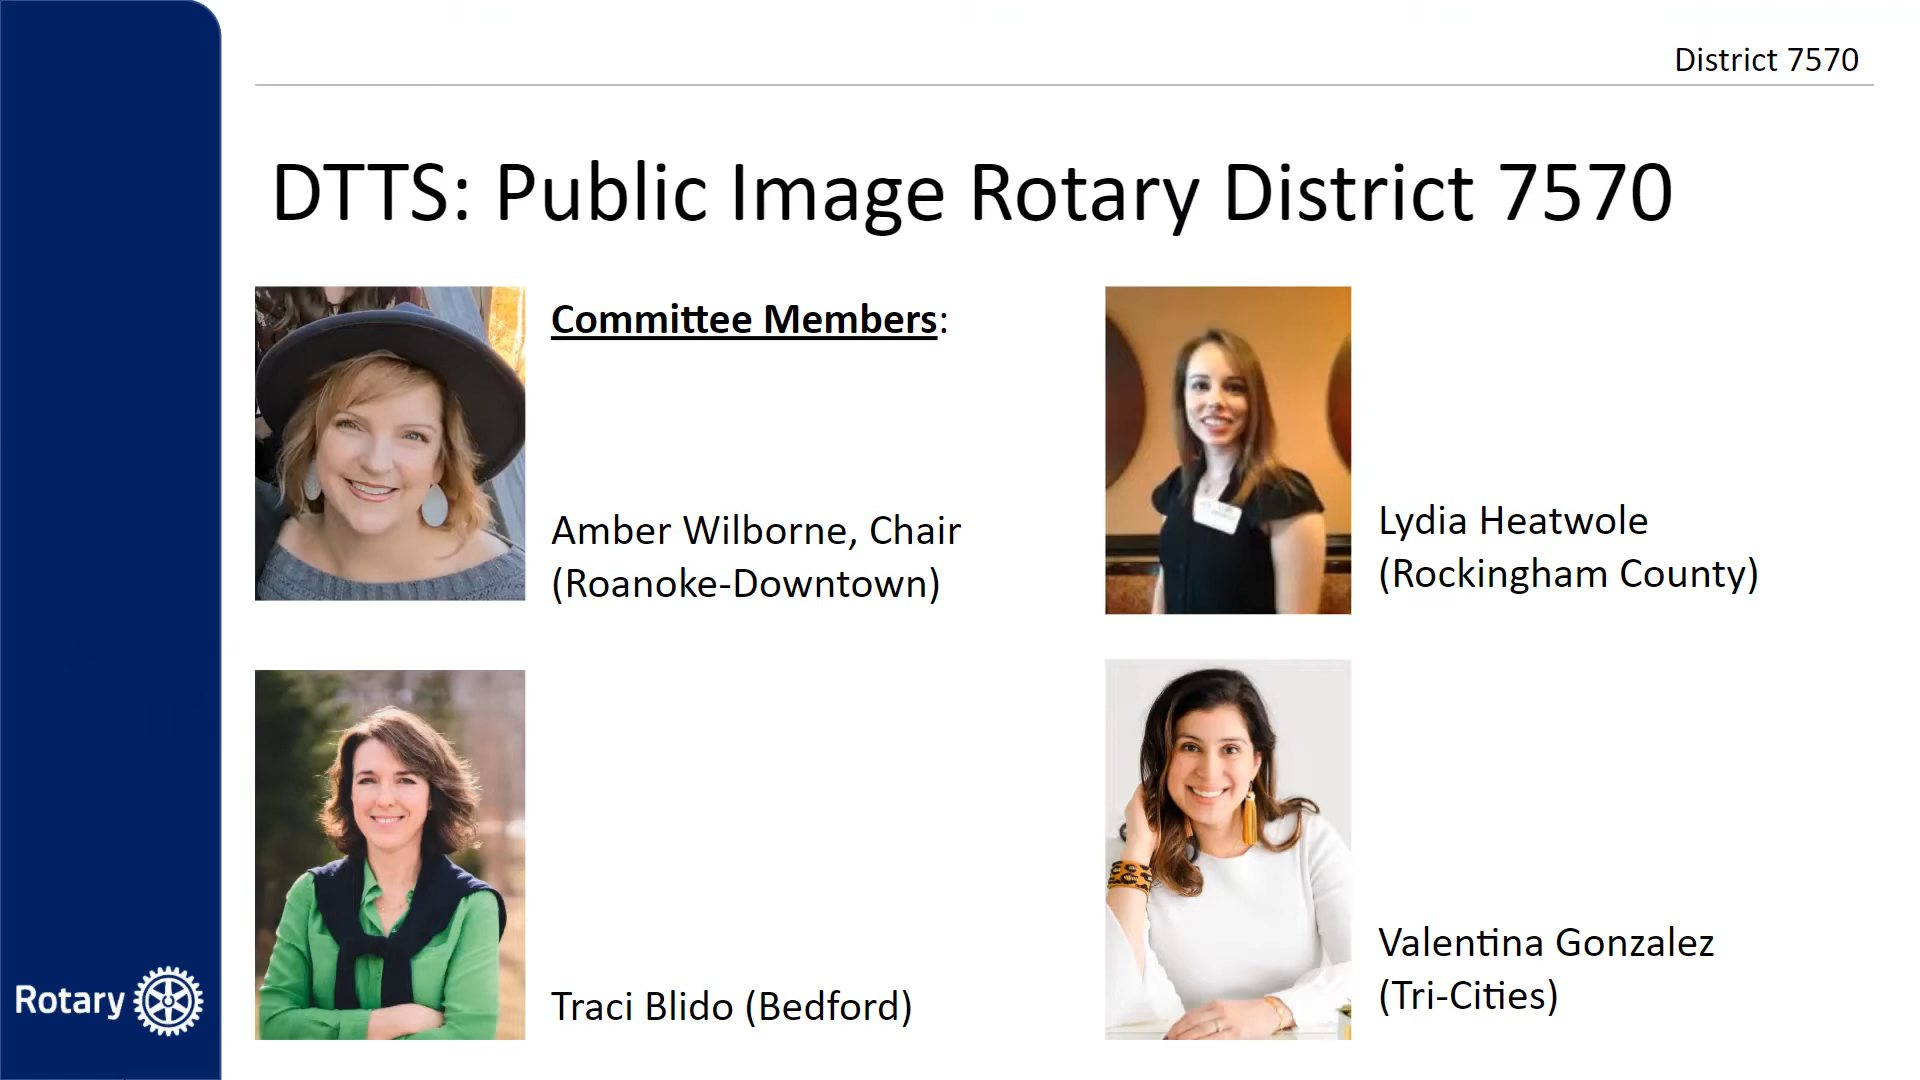 District 7570
DTTS: Public Image Rotary District 7570
Committee Members:
Amber Wilborne, Chair
(Roanoke-Downtown)
Lydia Heatwole
(Rockingham County)
Traci Blido (Bedford)
Valentina Gonzalez
(Tri-Cities)
Rotary